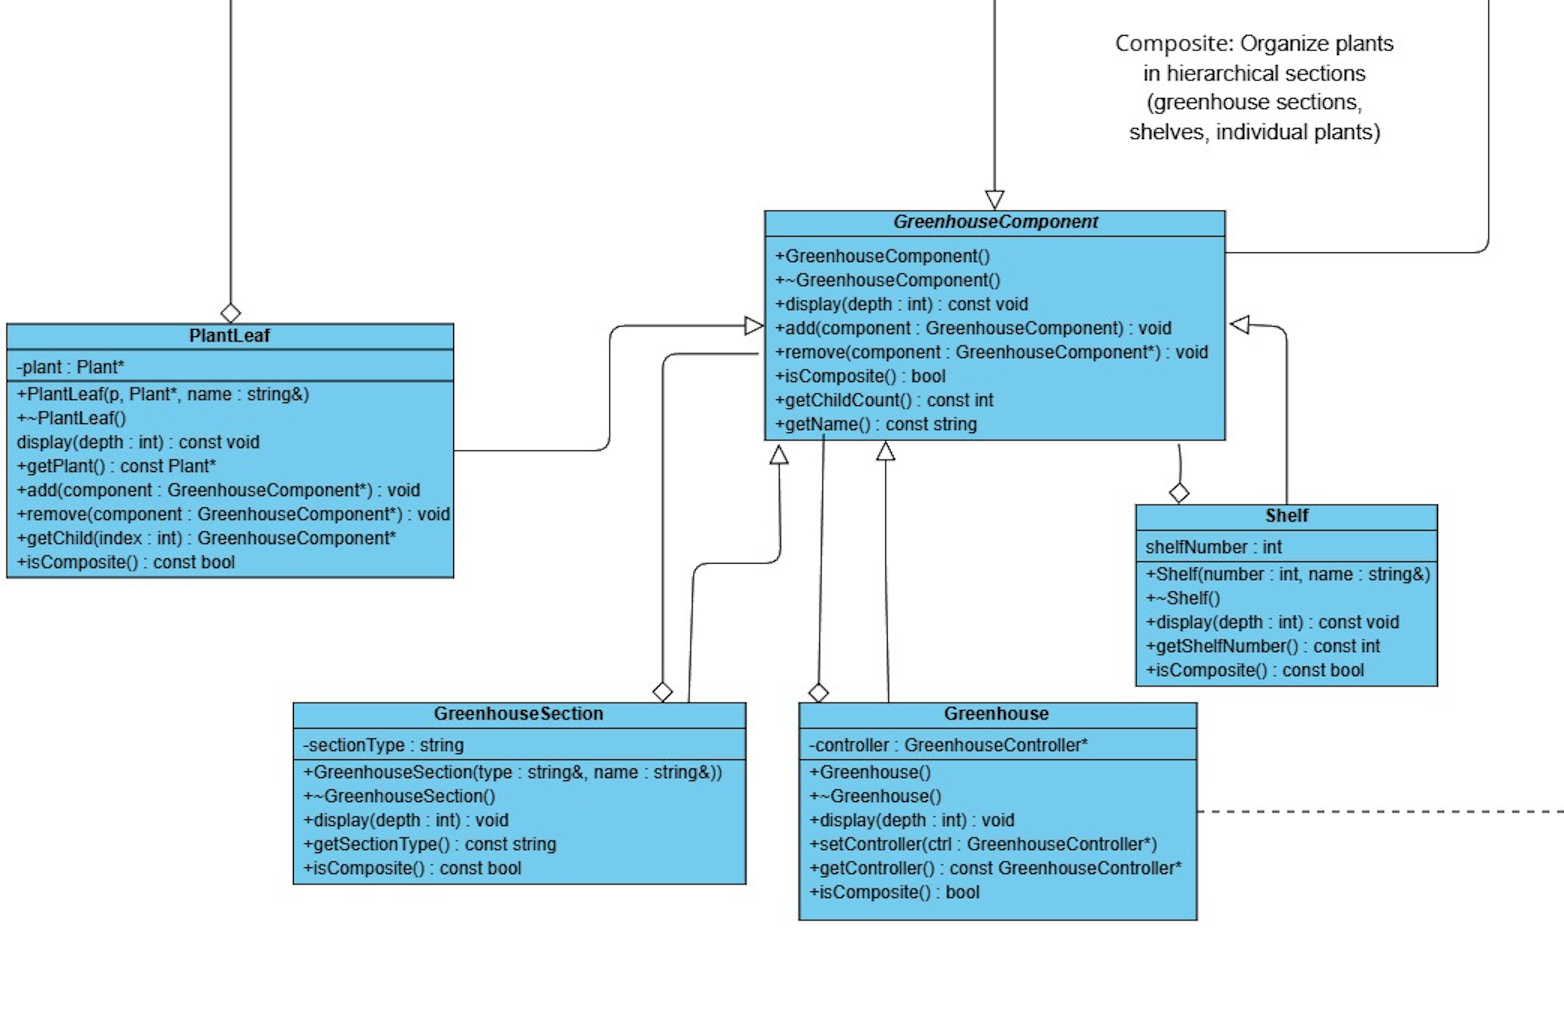 Composite: Organize plants
in hierarchical sections
(greenhouse sections,
shelves, individual plants)
GreenhouseComponent
+GreenhouseComponent()
+~GreenhouseComponent()
+display(depth : int) : const void
+add(component : GreenhouseComponent) : void
+remove(component : GreenhouseComponent*) : void
+isComposite() : bool
+getChildCount() : const int
+getName() : const string
PlantLeaf
-plant : Plant*
+PlantLeaf(p, Plant*, name : string&)
+~PlantLeaf()
display(depth : int) : const void
+getPlant() : const Plant*
+add(component : GreenhouseComponent*) : void
+remove(component : GreenhouseComponent*) : void
+getChild(index : int) : GreenhouseComponent*
+isComposite() : const bool
Shelf
shelfNumber : int
+Shelf(number : int, name : string&)
+~Shelf()
+display(depth : int) : const void
+getShelfNumber() : const int
+isComposite() : const bool
GreenhouseSection
-sectionType : string
+GreenhouseSection(type : string&, name : string&))
+~GreenhouseSection()
+display(depth : int) : void
+getSectionType() : const string
+isComposite() : const bool
Greenhouse
-controller : GreenhouseController*
+Greenhouse()
+~Greenhouse()
+display(depth : int) : void
+setController(ctrl : GreenhouseController*)
+getController() : const GreenhouseController*
+isComposite() : bool